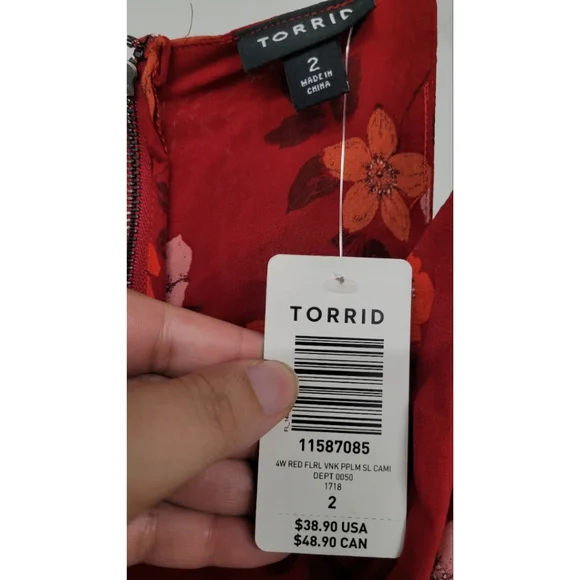 TORRID
2
MADE IN
CHINA
TORRID
11587085
4W RED FLRL VNK PPLM SL CAMI
DEPT 0050
1718
2
$38.90 USA
$48.90 CAN